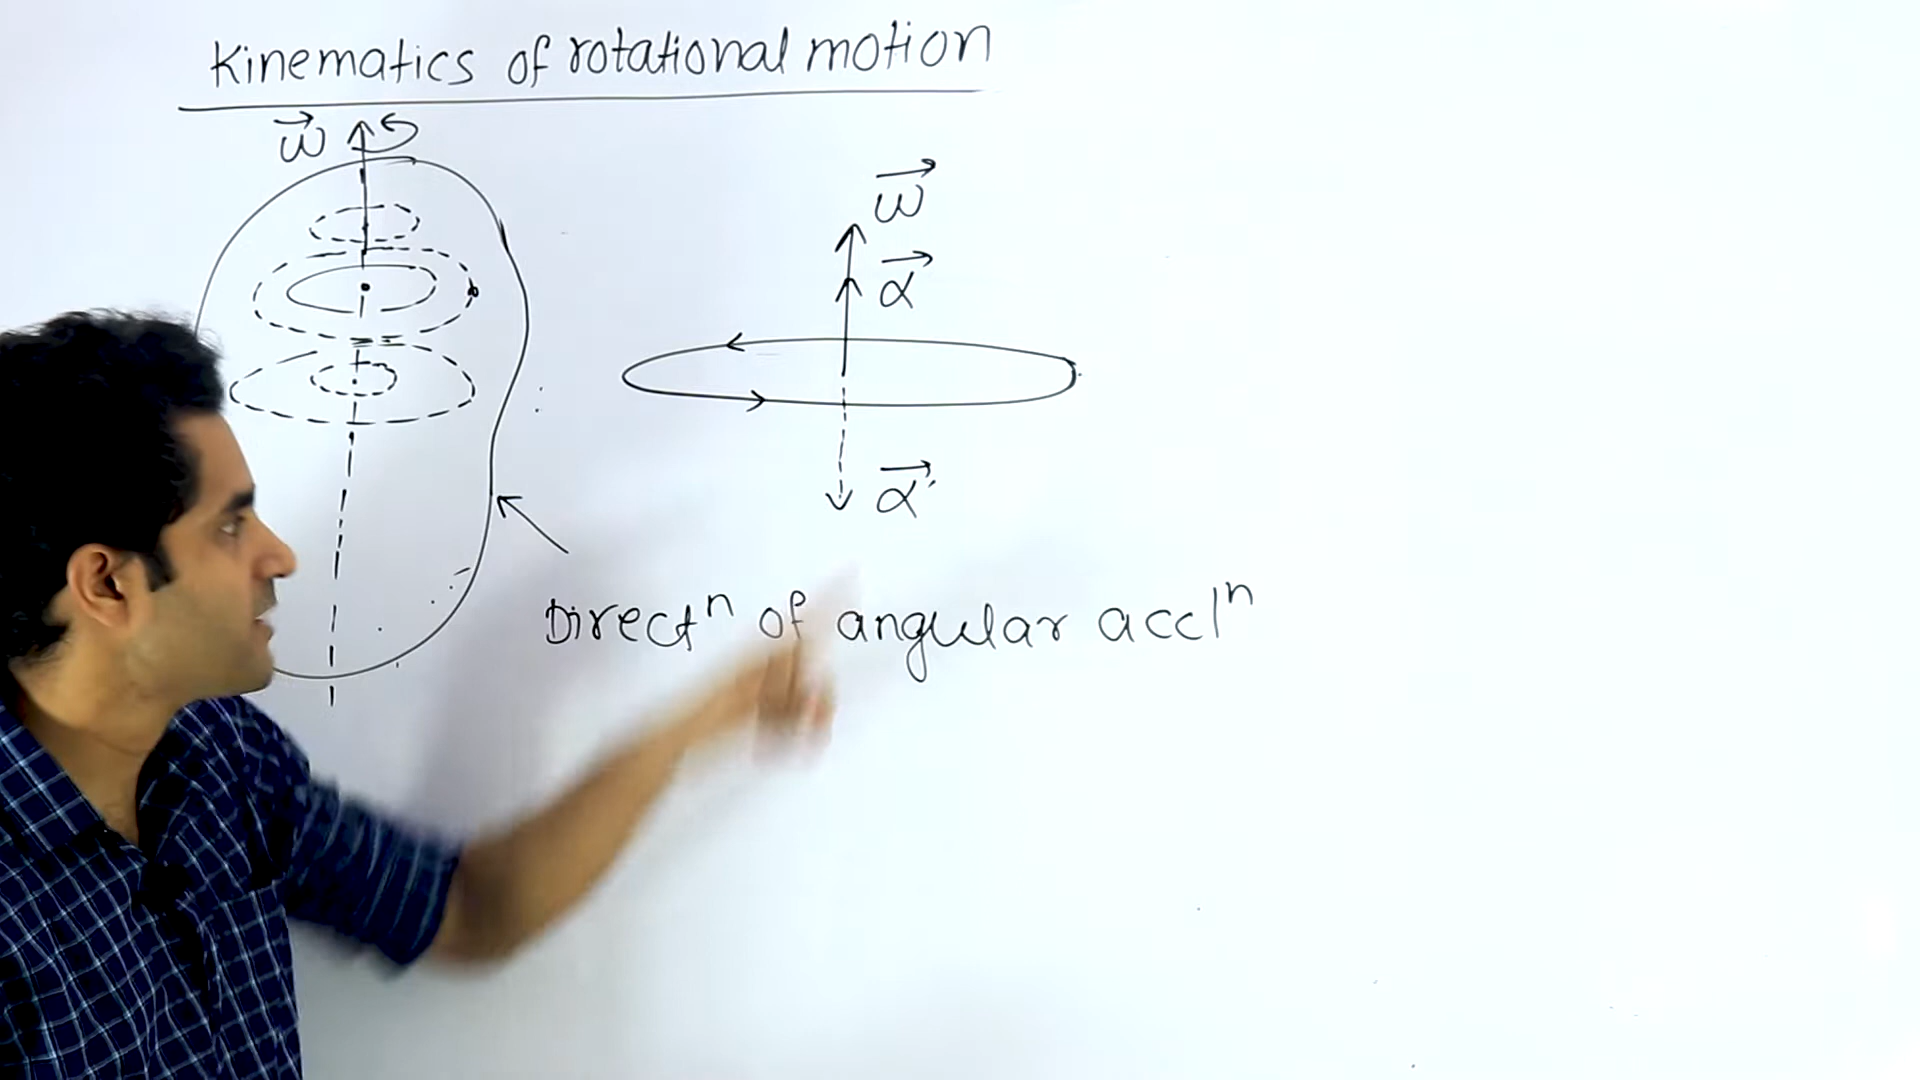 Kinematics of rotational motion
ω⃗
ω⃗
α⃗
α⃗
Directⁿ of angular acclⁿ